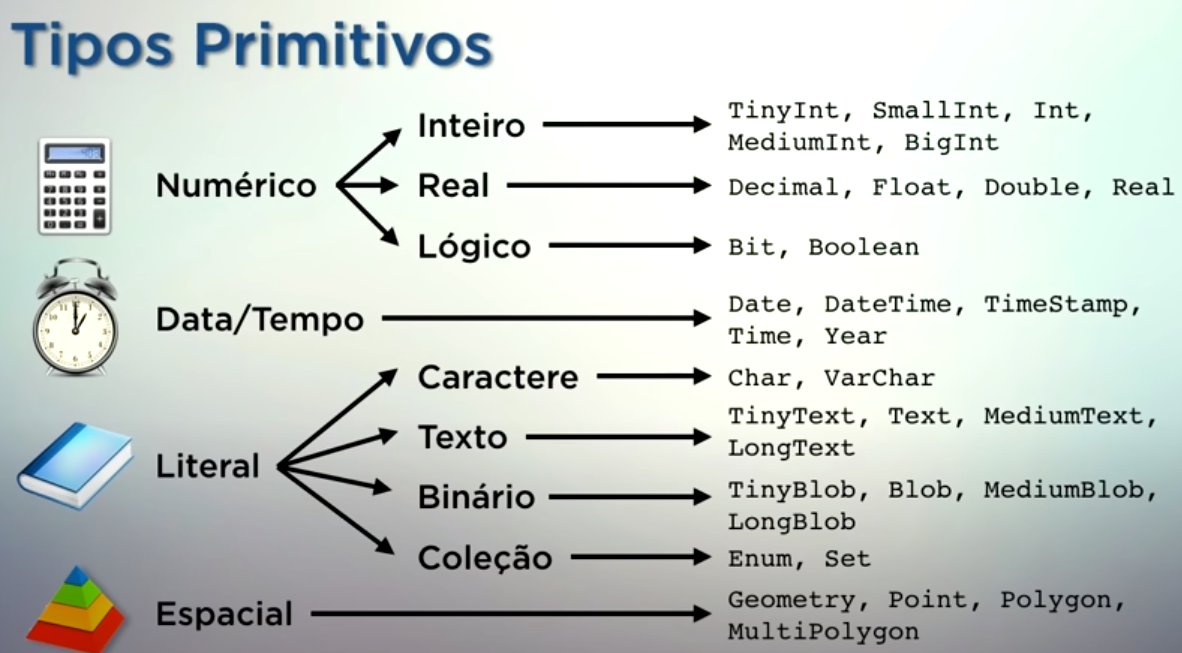 Tipos Primitivos
Numérico
Inteiro
TinyInt, SmallInt, Int,
MediumInt, BigInt
Real
Decimal, Float, Double, Real
Lógico
Bit, Boolean
Data/Tempo
Date, DateTime, TimeStamp,
Time, Year
Literal
Caractere
Char, VarChar
Texto
TinyText, Text, MediumText,
LongText
Binário
TinyBlob, Blob, MediumBlob,
LongBlob
Coleção
Enum, Set
Espacial
Geometry, Point, Polygon,
MultiPolygon